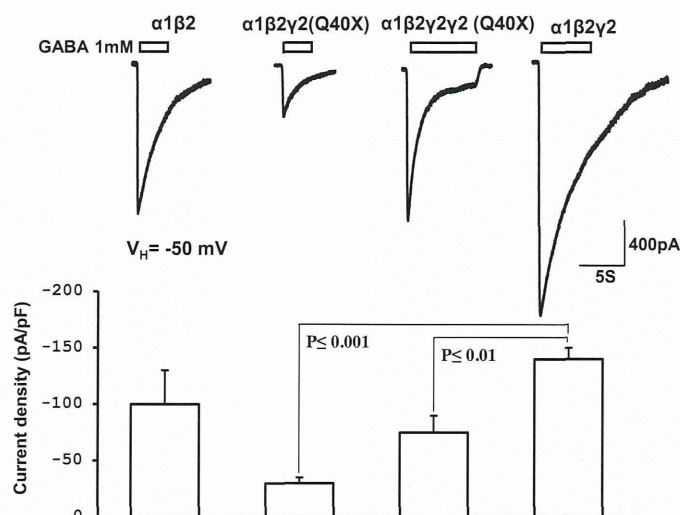 α1β2 α1β2γ2(Q40X) α1β2γ2γ2 (Q40X) α1β2γ2
GABA 1mM
V_H= -50 mV
400pA
5S
Current density (pA/pF)
-200
-150
-100
-50
0
P≤ 0.001
P≤ 0.01